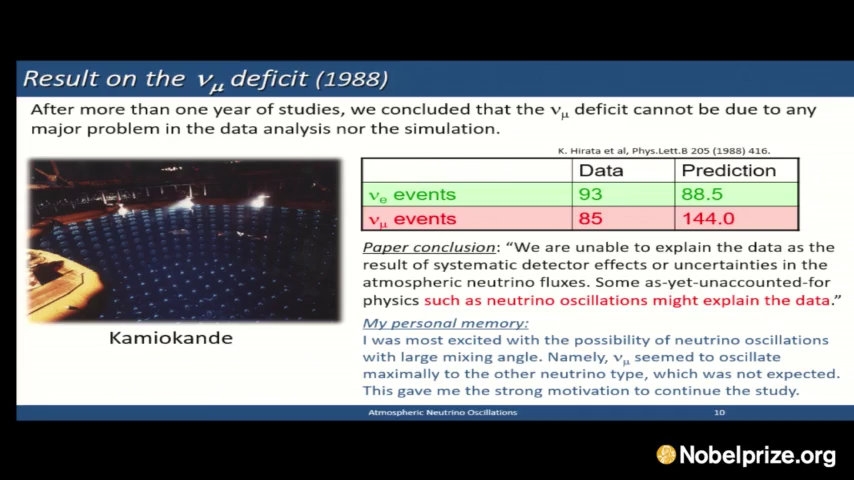 Result on the νμ deficit (1988)
After more than one year of studies, we concluded that the νμ deficit cannot be due to any
major problem in the data analysis nor the simulation.
K. Hirata et al, Phys.Lett.B 205 (1988) 416.
Data Prediction
νe events 93 88.5
νμ events 85 144.0
Paper conclusion: “We are unable to explain the data as the
result of systematic detector effects or uncertainties in the
atmospheric neutrino fluxes. Some as-yet-unaccounted-for
physics such as neutrino oscillations might explain the data.”
Kamiokande
My personal memory:
I was most excited with the possibility of neutrino oscillations
with large mixing angle. Namely, νμ seemed to oscillate
maximally to the other neutrino type, which was not expected.
This gave me the strong motivation to continue the study.
Atmospheric Neutrino Oscillations 10
Nobelprize.org